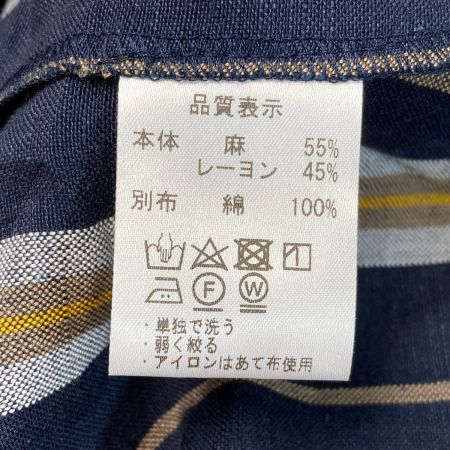 品質表示
本体 麻 55%
レーヨン 45%
別布 綿 100%
F W
・単独で洗う
・弱く絞る
・アイロンはあて布使用